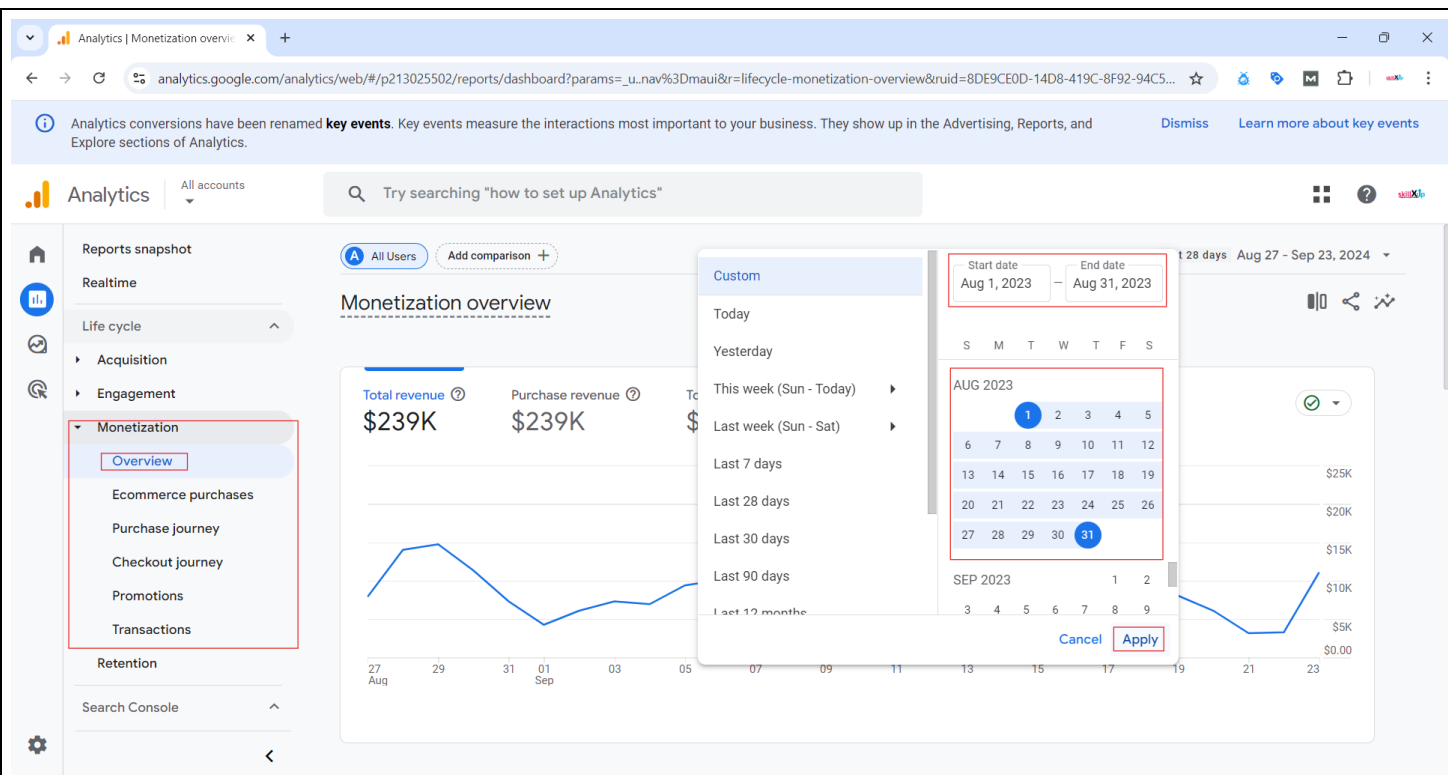 Analytics | Monetization overvie
analytics.google.com/analytics/web/#/p213025502/reports/dashboard?params=_u..nav%3Dmaui&r=lifecycle-monetization-overview&ruid=8DE9CE0D-14D8-419C-8F92-94C5...
Analytics conversions have been renamed key events. Key events measure the interactions most important to your business. They show up in the Advertising, Reports, and
Explore sections of Analytics.
Dismiss
Learn more about key events
Analytics
All accounts
Try searching "how to set up Analytics"
skillXUp
Reports snapshot
Realtime
Life cycle
Acquisition
Engagement
Monetization
Overview
Ecommerce purchases
Purchase journey
Checkout journey
Promotions
Transactions
Retention
Search Console
A All Users
Add comparison +
t 28 days Aug 27 - Sep 23, 2024
Monetization overview
Total revenue
$239K
Purchase revenue
$239K
To
$
Custom
Today
Yesterday
This week (Sun - Today)
Last week (Sun - Sat)
Last 7 days
Last 28 days
Last 30 days
Last 90 days
Last 12 months
Start date
Aug 1, 2023
–
End date
Aug 31, 2023
S M T W T F S
AUG 2023
1 2 3 4 5
6 7 8 9 10 11 12
13 14 15 16 17 18 19
20 21 22 23 24 25 26
27 28 29 30 31
SEP 2023 1 2
3 4 5 6 7 8 9
Cancel
Apply
$25K
$20K
$15K
$10K
$5K
$0.00
27 29 31 01 03 05 07 09 11 13 15 17 19 21 23
Aug Sep